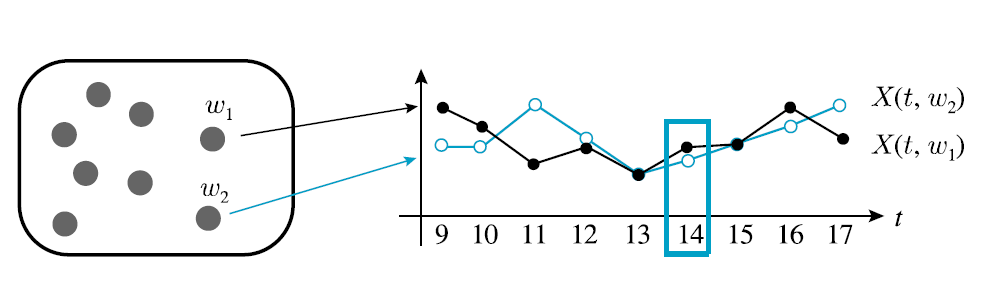 w1
w2
X(t, w2)
X(t, w1)
t
9 10 11 12 13 14 15 16 17